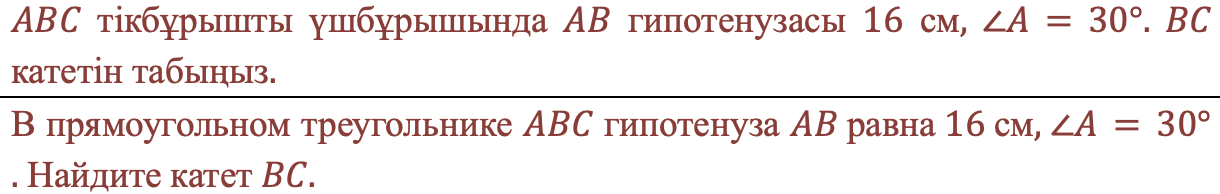 ABC тікбұрышты үшбұрышында AB гипотенузасы 16 см, ∠A = 30°. BC
катетін табыңыз.
В прямоугольном треугольнике ABC гипотенуза AB равна 16 см, ∠A = 30°
. Найдите катет BC.